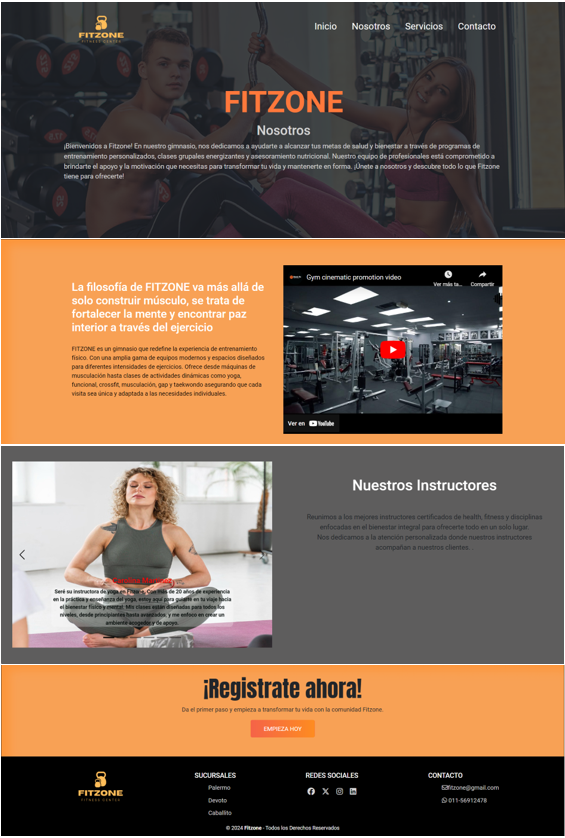 FITZONE
FITNESS CENTER
Inicio Nosotros Servicios Contacto
FITZONE
Nosotros
¡Bienvenidos a Fitzone! En nuestro gimnasio, nos dedicamos a ayudarte a alcanzar tus metas de salud y bienestar a través de programas de
entrenamiento personalizados, clases grupales energizantes y asesoramiento nutricional. Nuestro equipo de profesionales está comprometido a
brindarte el apoyo y la motivación que necesitas para transformar tu vida y mantenerte en forma. ¡Únete a nosotros y descubre todo lo que Fitzone
tiene para ofrecerte!
La filosofía de FITZONE va más allá de
solo construir músculo, se trata de
fortalecer la mente y encontrar paz
interior a través del ejercicio
FITZONE es un gimnasio que redefine la experiencia de entrenamiento
físico. Con una amplia gama de equipos modernos y espacios diseñados
para diferentes intensidades de ejercicios. Ofrece desde máquinas de
musculación hasta clases de actividades dinámicas como yoga,
funcional, crossfit, musculación, gap y taekwondo asegurando que cada
visita sea única y adaptada a las necesidades individuales.
Gym cinematic promotion video
Ver más ta...
Compartir
Ver en YouTube
Seré su instructora de yoga en Fitzone. Con más de 20 años de experiencia
en la práctica y enseñanza del yoga, estoy aquí para guiarte en tu viaje hacia
el bienestar físico y mental. Mis clases están diseñadas para todos los
niveles, desde principiantes hasta avanzados, y me enfoco en crear un
ambiente acogedor y de apoyo.
Nuestros Instructores
Reunimos a los mejores instructores certificados de health, fitness y disciplinas
enfocadas en el bienestar integral para ofrecerte todo en un solo lugar.
Nos dedicamos a la atención personalizada donde nuestros instructores
acompañan a nuestros clientes...
¡Registrate ahora!
Da el primer paso y empieza a transformar tu vida con la comunidad Fitzone.
EMPIEZA HOY
FITZONE
FITNESS CENTER
SUCURSALES
Palermo
Devoto
Caballito
REDES SOCIALES
CONTACTO
fitzone@gmail.com
011-56912478
© 2024 Fitzone - Todos los Derechos Reservados